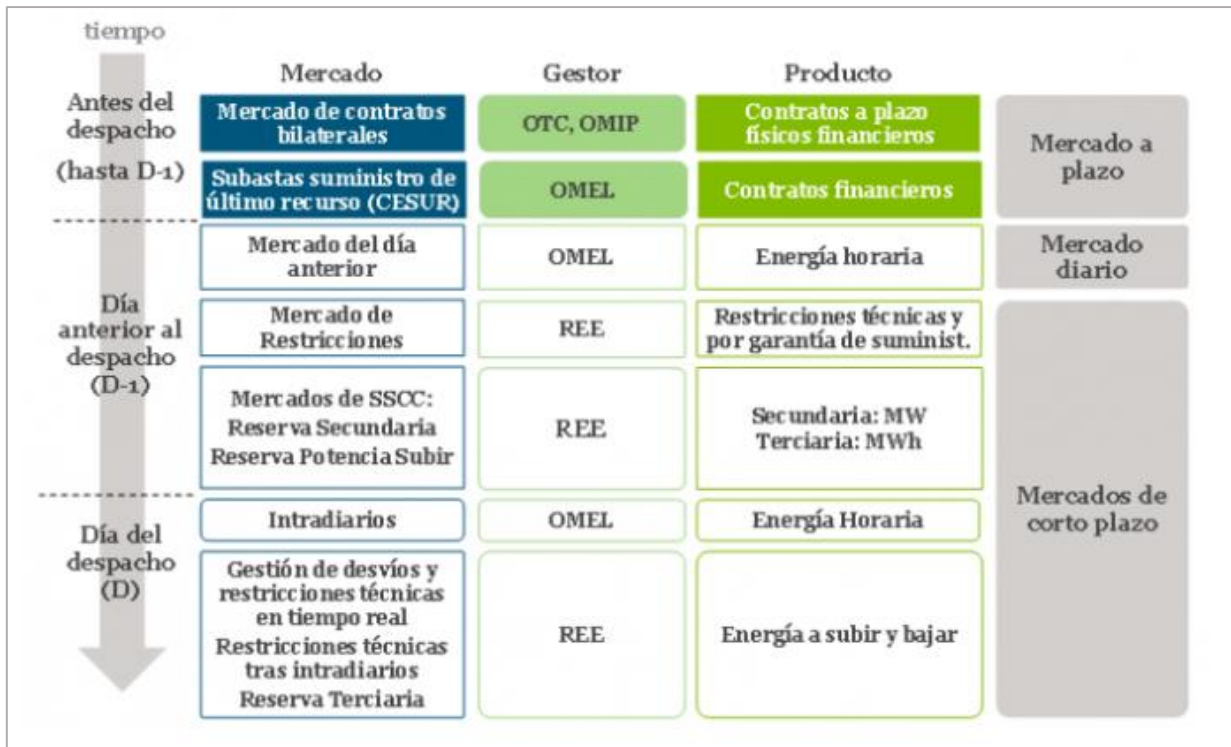 tiempo
Mercado
Gestor
Producto
Antes del
despacho
(hasta D-1)
Mercado de contratos
bilaterales
OTC, OMIP
Contratos a plazo
físicos financieros
Mercado a
plazo
Subastas suministro de
último recurso (CESUR)
OMEL
Contratos financieros
Día
anterior al
despacho
(D-1)
Mercado del día
anterior
OMEL
Energía horaria
Mercado
diario
Mercado de
Restricciones
REE
Restricciones técnicas y
por garantía de suminist.
Mercados de SSCC:
Reserva Secundaria
Reserva Potencia Subir
REE
Secundaria: MW
Terciaria: MWh
Mercados de
corto plazo
Día del
despacho
(D)
Intradiarios
OMEL
Energía Horaria
Gestión de desvíos y
restricciones técnicas
en tiempo real
Restricciones técnicas
tras intradiarios
Reserva Terciaria
REE
Energía a subir y bajar